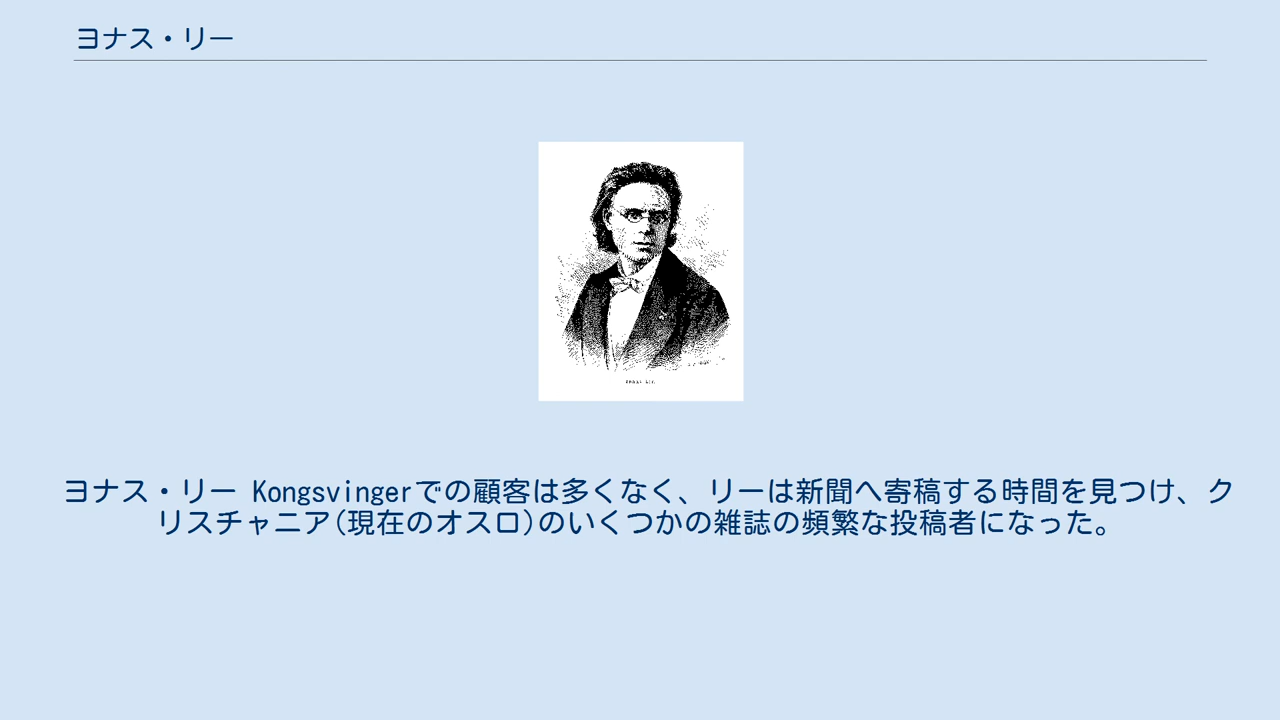 ヨナス・リー
ヨナス・リー Kongsvingerでの顧客は多くなく、リーは新聞へ寄稿する時間を見つけ、ク
リスチャニア(現在のオスロ)のいくつかの雑誌の頻繁な投稿者になった。